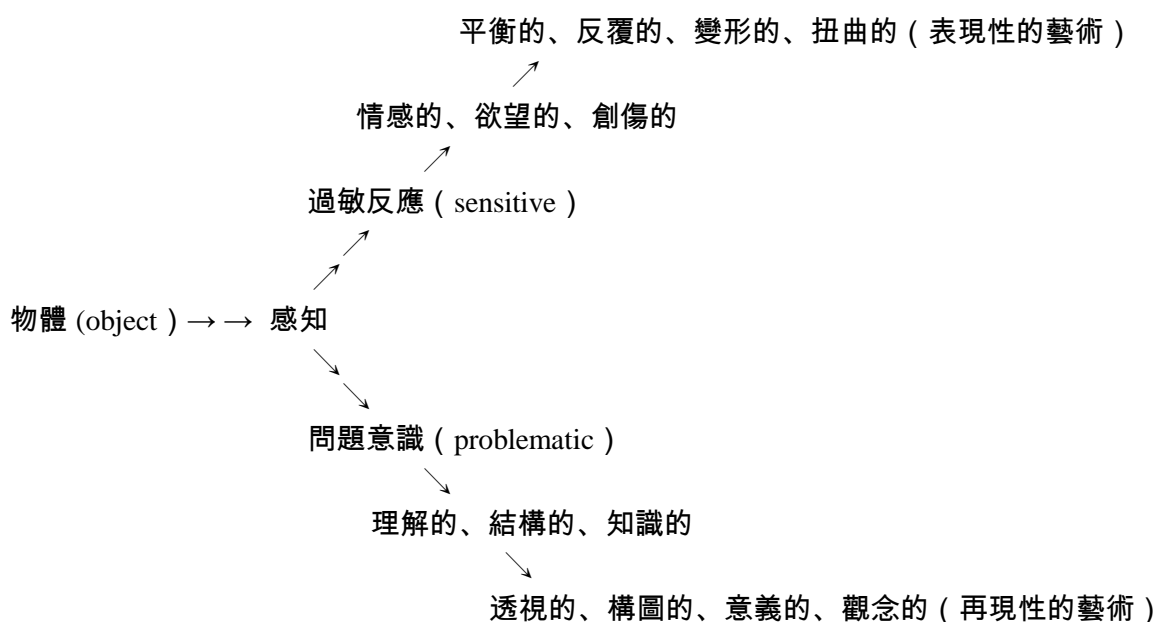 平衡的、反覆的、變形的、扭曲的（表現性的藝術）
↗
情感的、欲望的、創傷的
↗
過敏反應（sensitive）
↗↗
物體 (object）→→ 感知
↘↘
問題意識（problematic）
↘
理解的、結構的、知識的
↘
透視的、構圖的、意義的、觀念的（再現性的藝術）